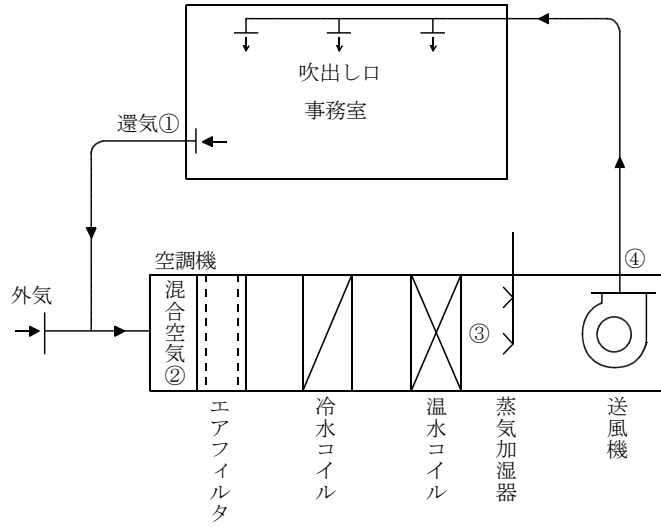 吹出し口
事務室
還気①
空調機
④
外気
混合空気②
③
エアフィルタ
冷水コイル
温水コイル
蒸気加湿器
送風機